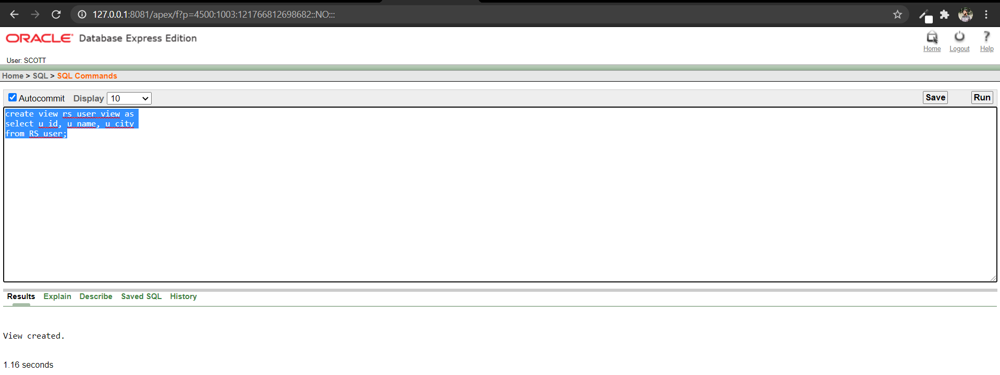 127.0.0.1:8081/apex/f?p=4500:1003:121766812698682::NO:::
ORACLE® Database Express Edition
Home Logout Help
User: SCOTT
Home > SQL > SQL Commands
Autocommit Display 10 Save Run
create view rs_user_view as
select u_id, u_name, u_city
from RS_user;
Results Explain Describe Saved SQL History
View created.
1.16 seconds